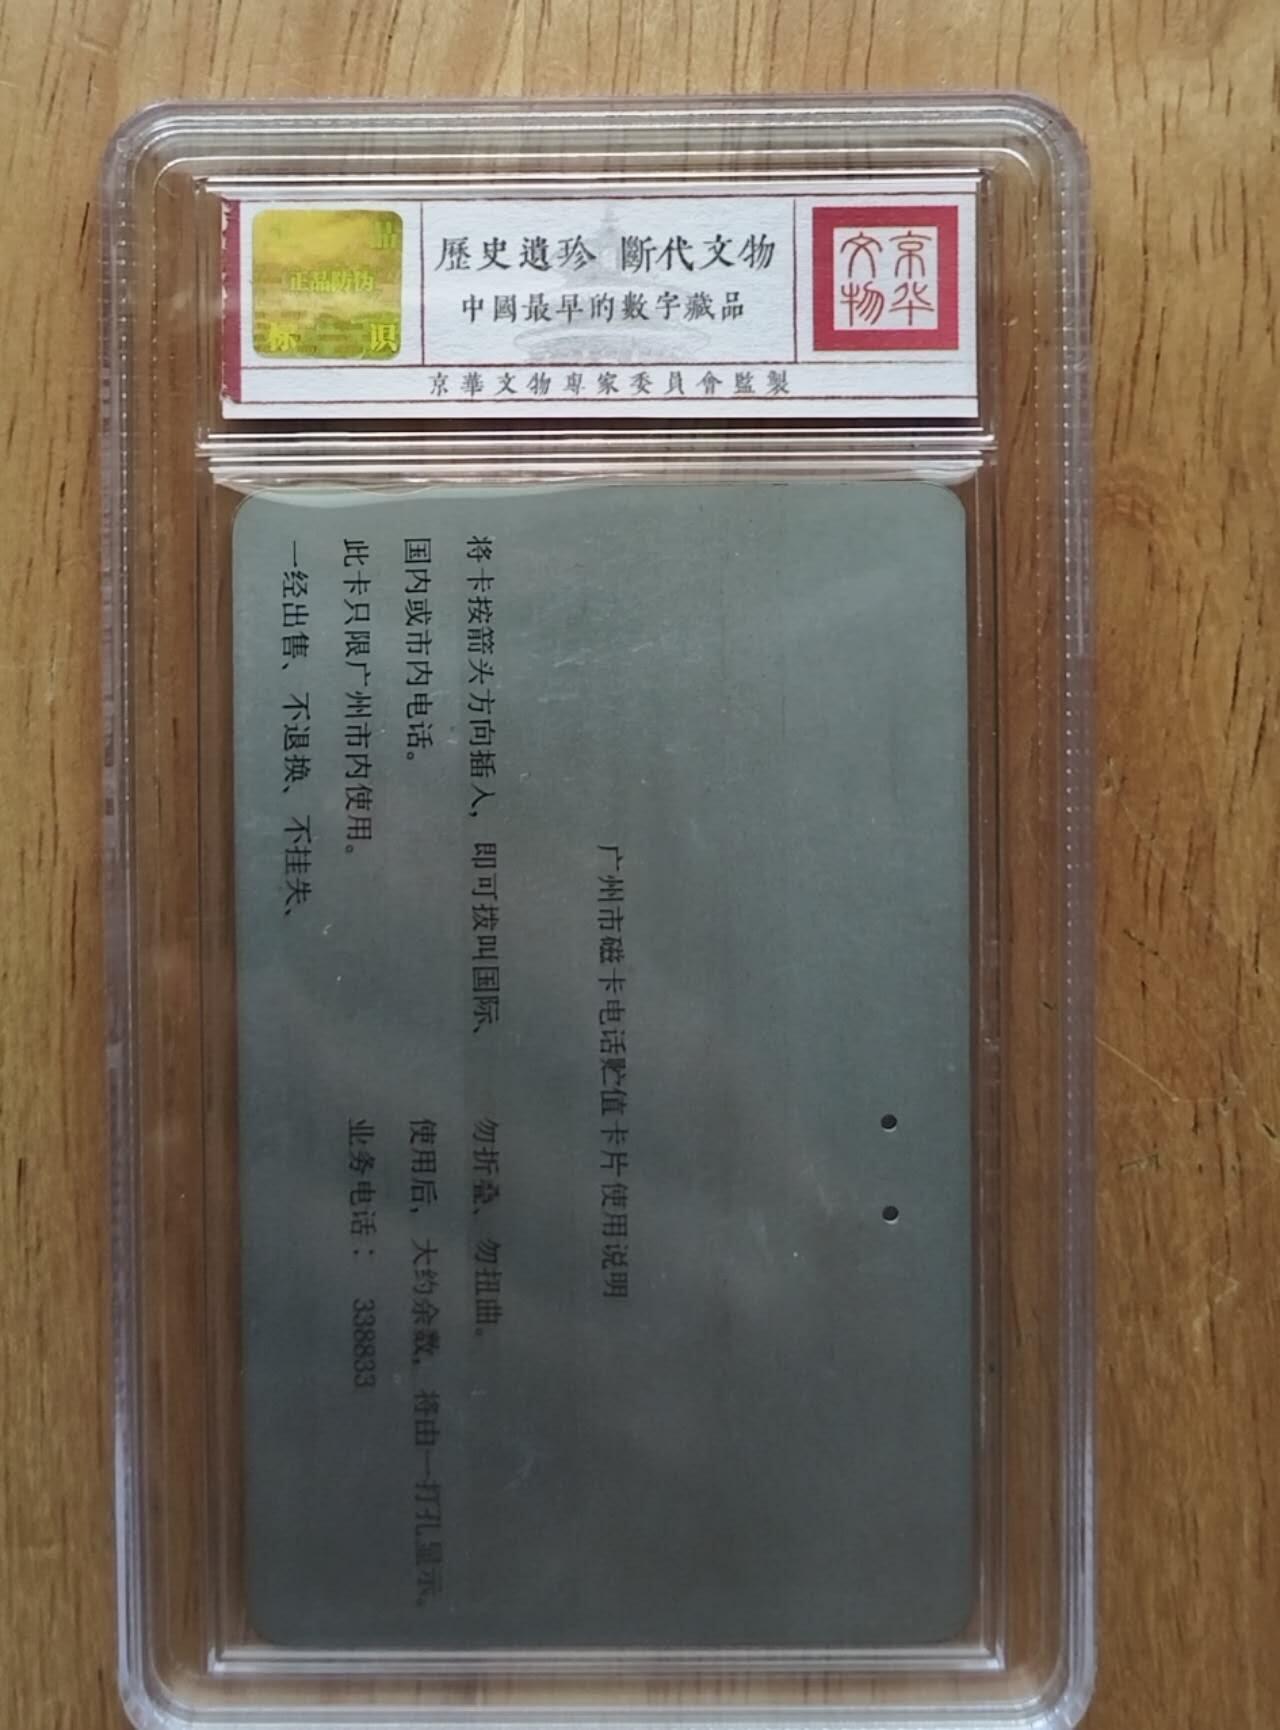 正品防伪
标 识
歷史遺珍 斷代文物
中國最早的數字藏品
京华
文物
京華文物專家委員會監製
广州市磁卡电话贮值卡片使用说明
将卡按箭头方向插入，即可拨叫国际、
国内或市内电话。
此卡只限广州市内使用。
一经出售、不退换、不挂失、
勿折叠、勿扭曲。
使用后，大约余数，将由一打孔显示。
业务电话： 338833